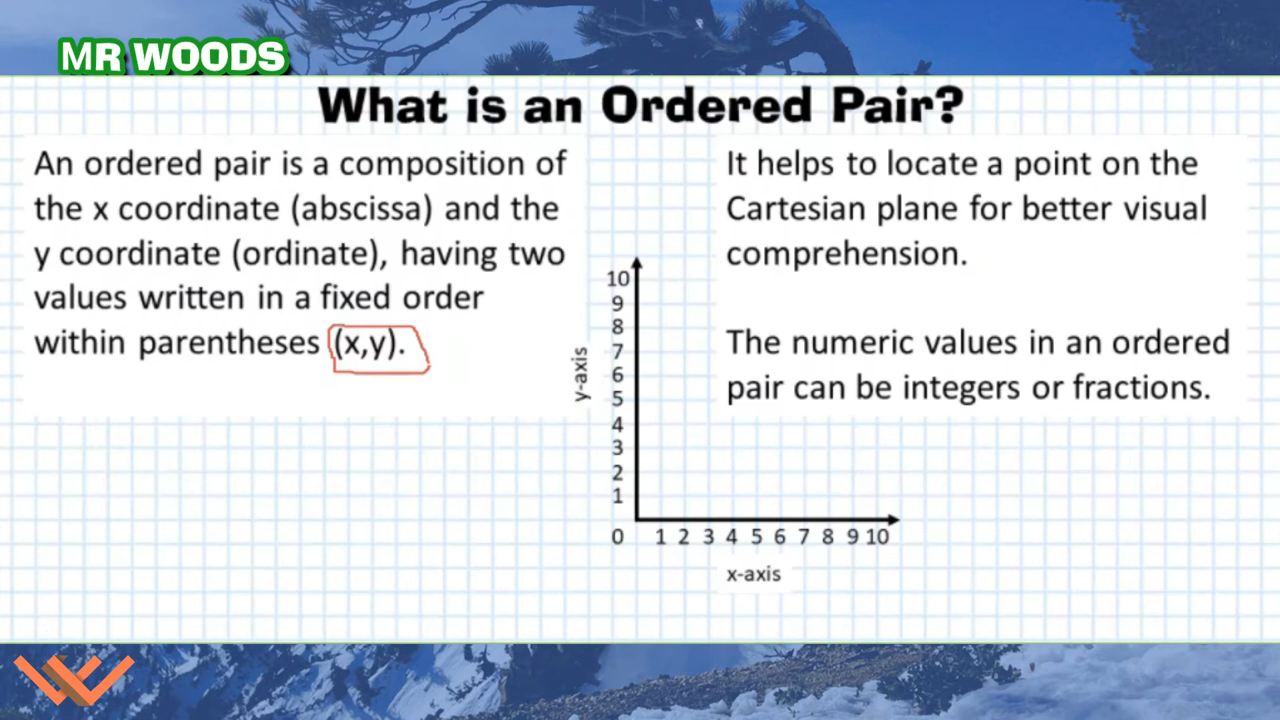 MR WOODS
What is an Ordered Pair?
An ordered pair is a composition of
the x coordinate (abscissa) and the
y coordinate (ordinate), having two
values written in a fixed order
within parentheses (x,y).
It helps to locate a point on the
Cartesian plane for better visual
comprehension.
The numeric values in an ordered
pair can be integers or fractions.
y-axis
10
9
8
7
6
5
4
3
2
1
0 1 2 3 4 5 6 7 8 9 10
x-axis